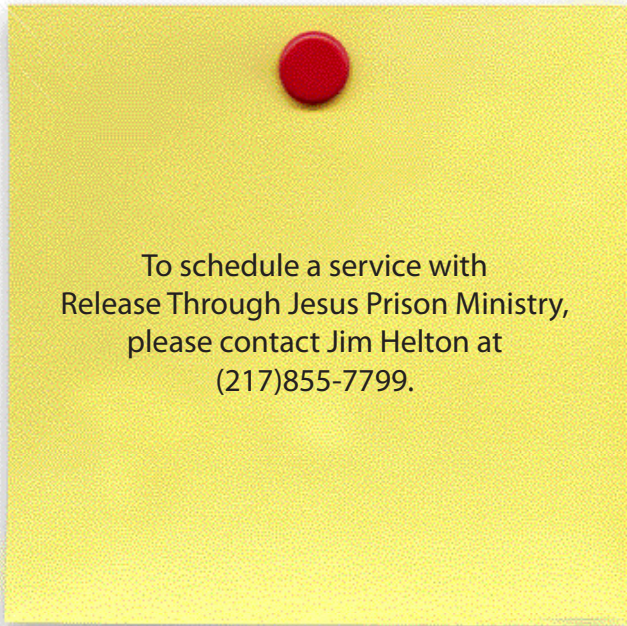 To schedule a service with
Release Through Jesus Prison Ministry,
please contact Jim Helton at
(217)855-7799.